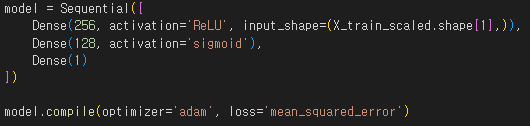 model = Sequential([
    Dense(256, activation='ReLU', input_shape=(X_train_scaled.shape[1],)),
    Dense(128, activation='sigmoid'),
    Dense(1)
])
model.compile(optimizer='adam', loss='mean_squared_error')